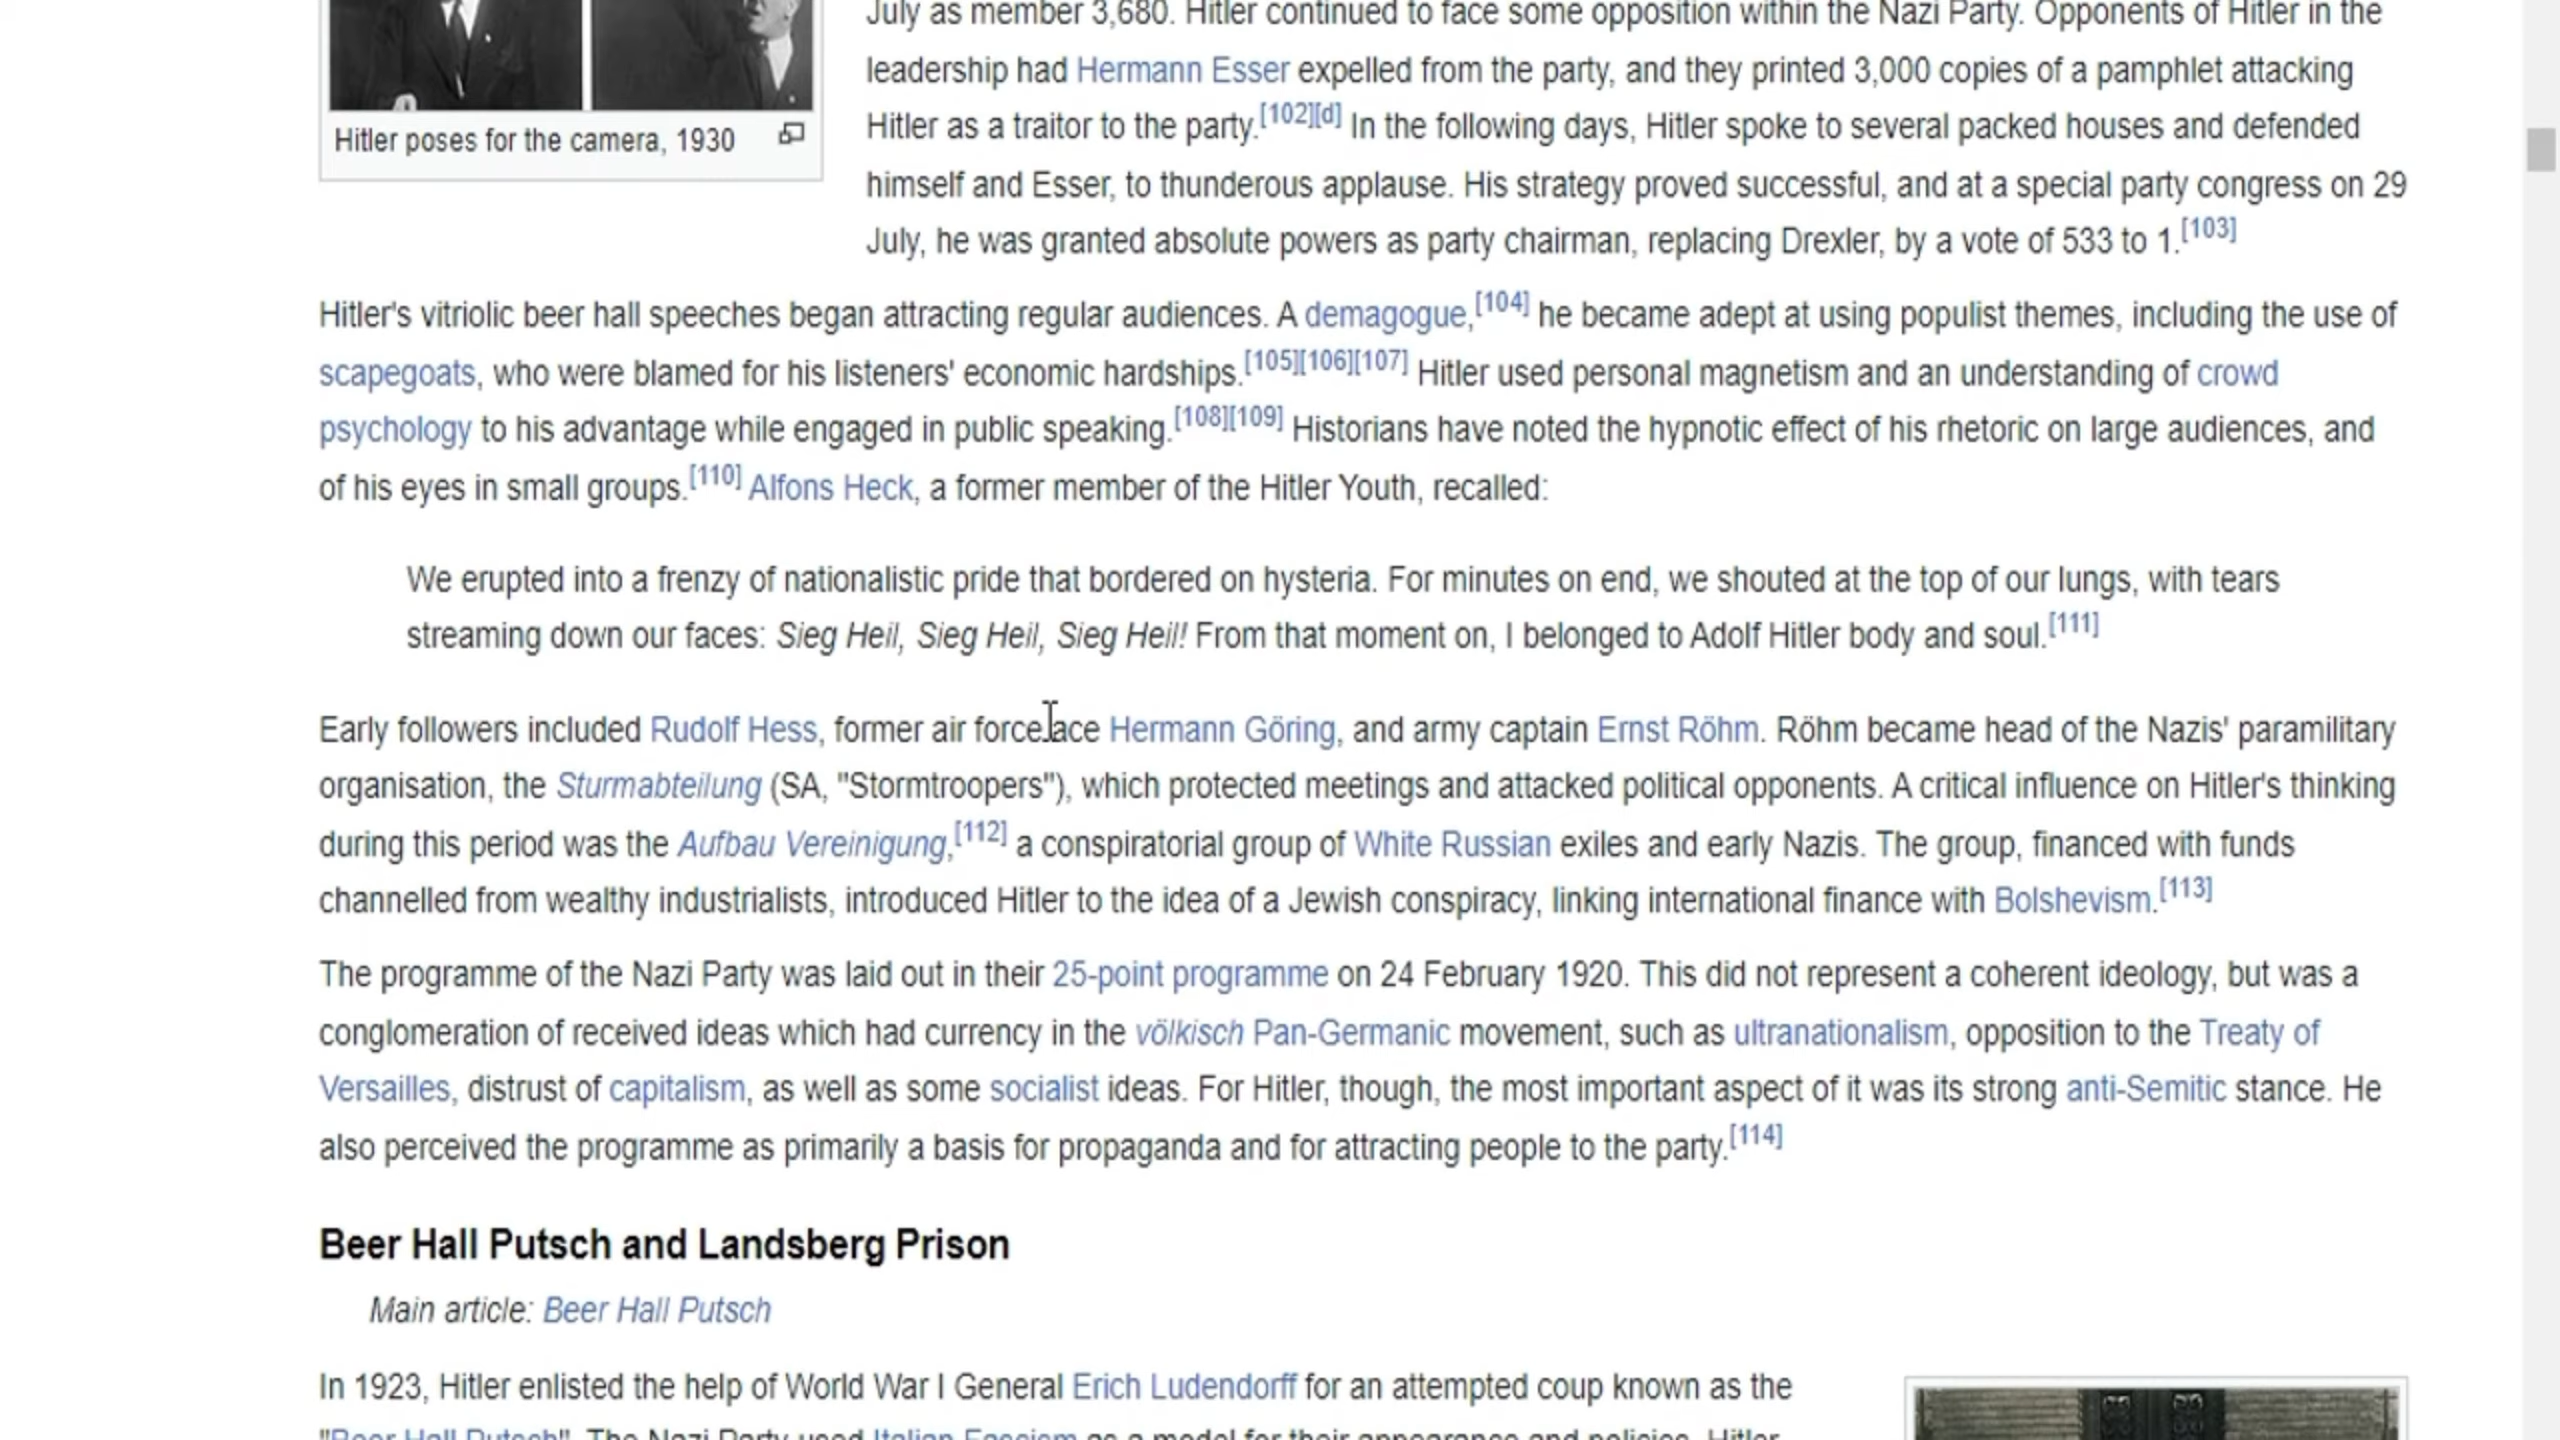 July as member 3,680. Hitler continued to face some opposition within the Nazi Party. Opponents of Hitler in the
leadership had Hermann Esser expelled from the party, and they printed 3,000 copies of a pamphlet attacking
Hitler as a traitor to the party.[102][d] In the following days, Hitler spoke to several packed houses and defended
himself and Esser, to thunderous applause. His strategy proved successful, and at a special party congress on 29
July, he was granted absolute powers as party chairman, replacing Drexler, by a vote of 533 to 1.[103]
Hitler poses for the camera, 1930
Hitler's vitriolic beer hall speeches began attracting regular audiences. A demagogue,[104] he became adept at using populist themes, including the use of
scapegoats, who were blamed for his listeners' economic hardships.[105][106][107] Hitler used personal magnetism and an understanding of crowd
psychology to his advantage while engaged in public speaking.[108][109] Historians have noted the hypnotic effect of his rhetoric on large audiences, and
of his eyes in small groups.[110] Alfons Heck, a former member of the Hitler Youth, recalled:
We erupted into a frenzy of nationalistic pride that bordered on hysteria. For minutes on end, we shouted at the top of our lungs, with tears
streaming down our faces: Sieg Heil, Sieg Heil, Sieg Heil! From that moment on, I belonged to Adolf Hitler body and soul.[111]
Early followers included Rudolf Hess, former air force ace Hermann Göring, and army captain Ernst Röhm. Röhm became head of the Nazis' paramilitary
organisation, the Sturmabteilung (SA, "Stormtroopers"), which protected meetings and attacked political opponents. A critical influence on Hitler's thinking
during this period was the Aufbau Vereinigung,[112] a conspiratorial group of White Russian exiles and early Nazis. The group, financed with funds
channelled from wealthy industrialists, introduced Hitler to the idea of a Jewish conspiracy, linking international finance with Bolshevism.[113]
The programme of the Nazi Party was laid out in their 25-point programme on 24 February 1920. This did not represent a coherent ideology, but was a
conglomeration of received ideas which had currency in the völkisch Pan-Germanic movement, such as ultranationalism, opposition to the Treaty of
Versailles, distrust of capitalism, as well as some socialist ideas. For Hitler, though, the most important aspect of it was its strong anti-Semitic stance. He
also perceived the programme as primarily a basis for propaganda and for attracting people to the party.[114]
Beer Hall Putsch and Landsberg Prison
Main article: Beer Hall Putsch
In 1923, Hitler enlisted the help of World War I General Erich Ludendorff for an attempted coup known as the
"Beer Hall Putsch". The Nazi Party used Italian Fascism as a model for their appearance and policies. Hitler